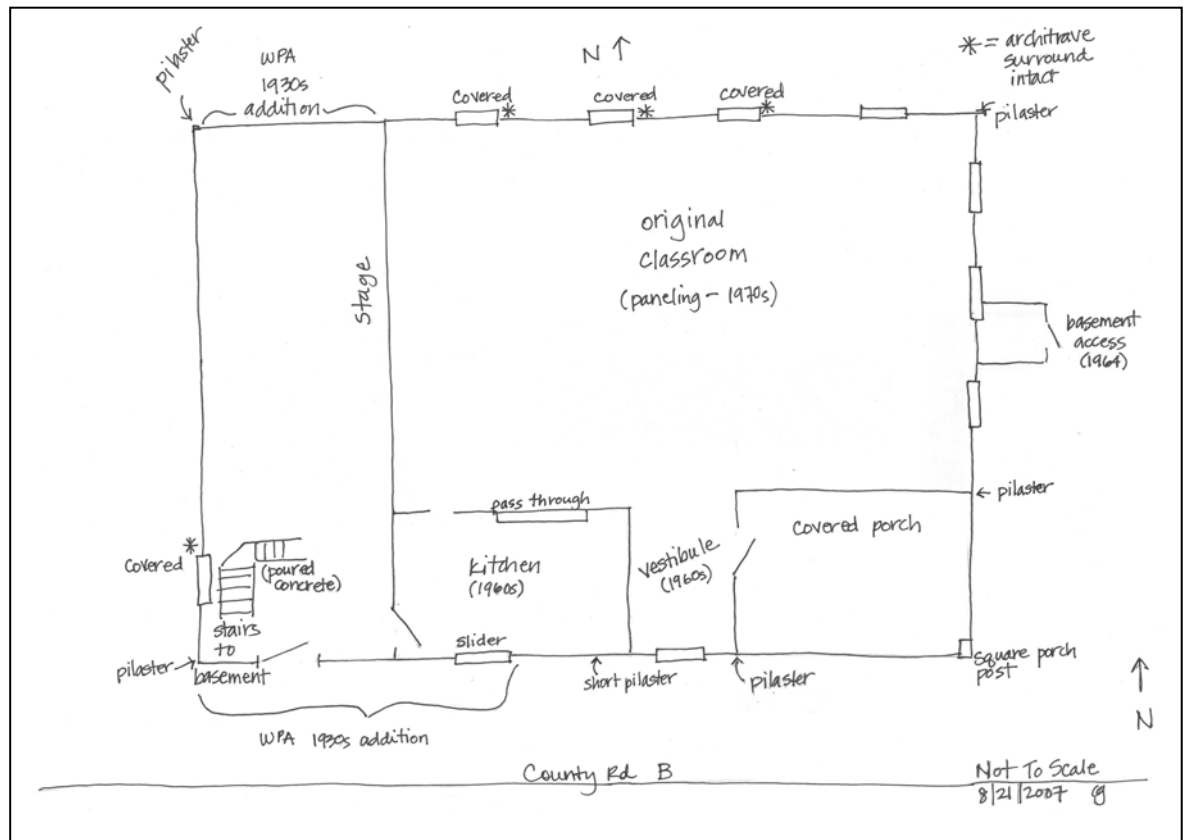 pilaster
WPA
1930s
addition
N ↑
* = architrave
surround
intact
covered *
covered *
covered *
* pilaster
original
classroom
(paneling - 1970s)
stage
basement
access
(1964)
pass through
← pilaster
covered porch
vestibule
(1960s)
kitchen
(1960s)
*
covered
(poured
concrete)
stairs
to
basement
pilaster
slider
short pilaster
pilaster
square porch
post
N
WPA 1930s addition
County Rd B
Not To Scale
8/21/2007